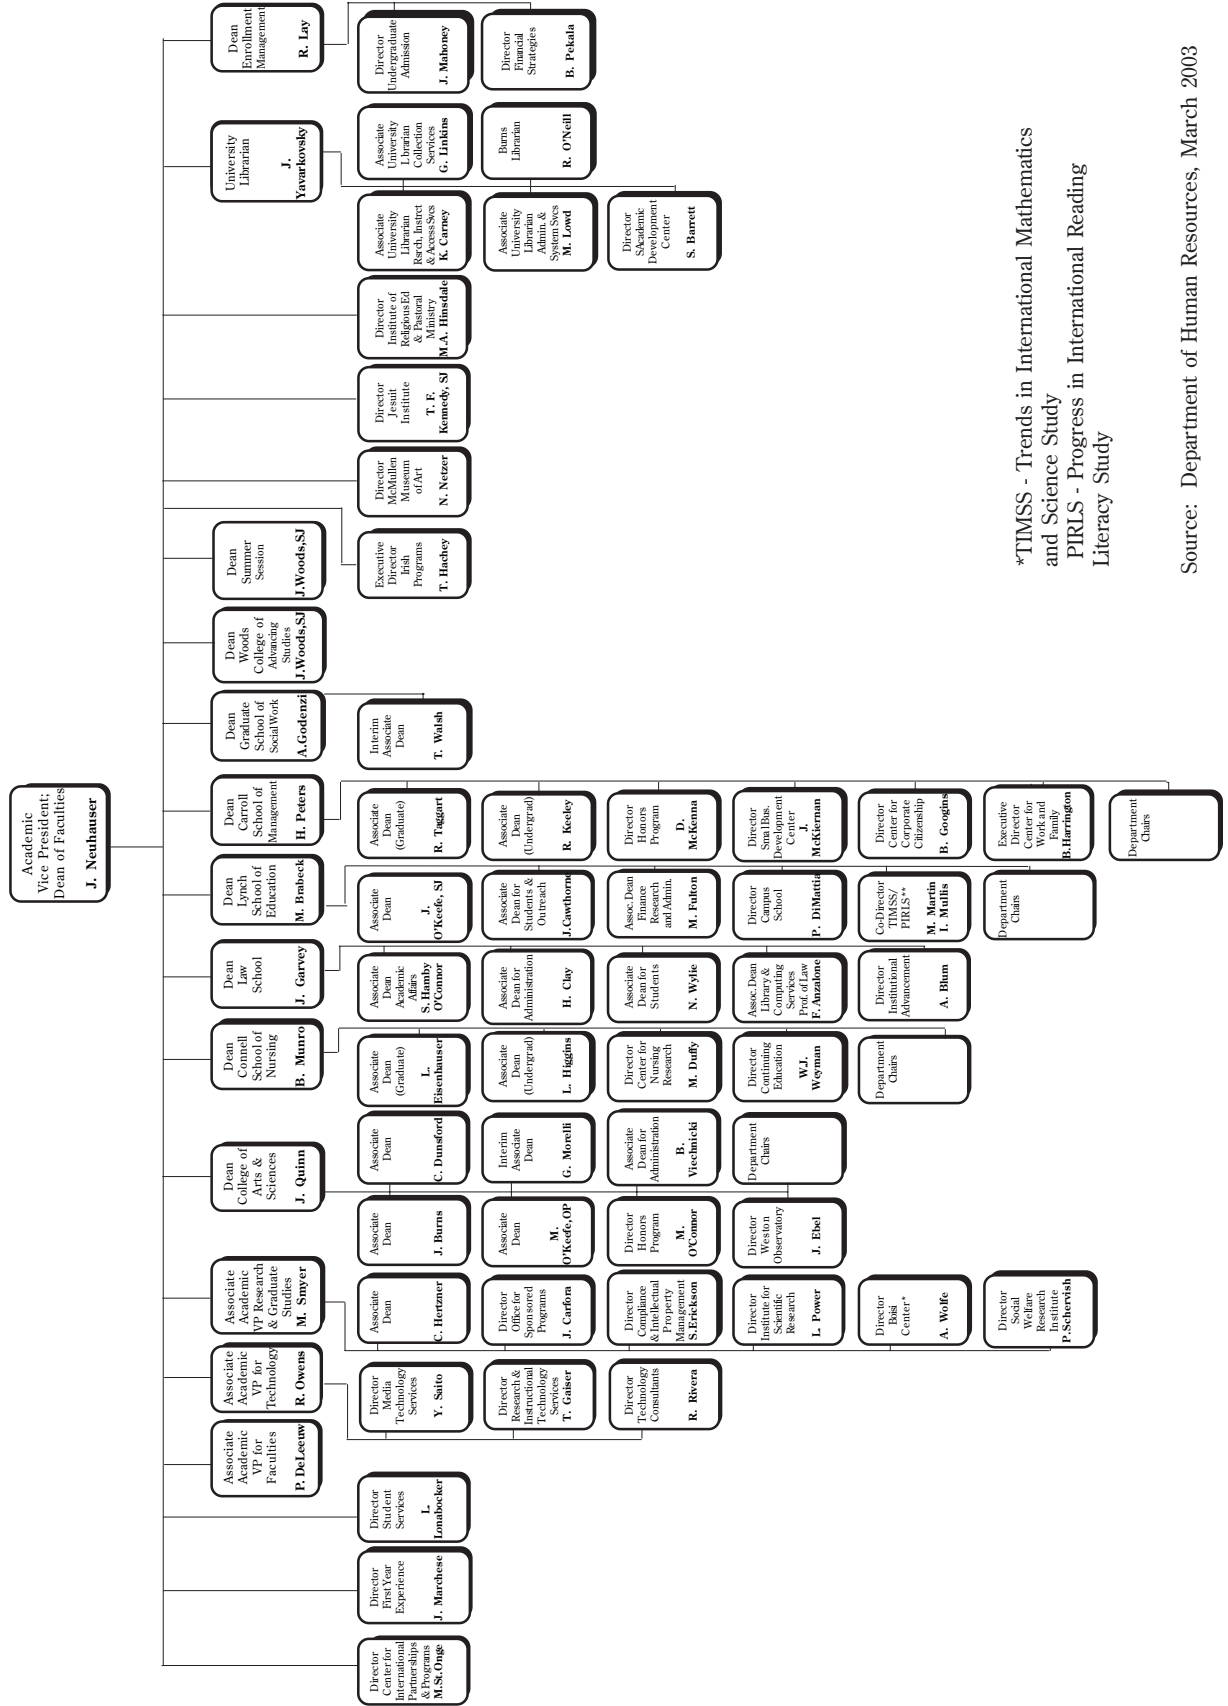 Academic
Vice President;
Dean of Faculties
J. Neuhauser
Associate
Academic
VP for
Faculties
P. DeLeeuw
Associate
Academic
VP for
Technology
R. Owens
Associate
Academic
VP Research
& Graduate
Studies
M. Smyer
Dean
College of
Arts &
Sciences
J. Quinn
Dean
Connell
School of
Nursing
B. Munro
Dean
Law
School
J. Garvey
Dean
Lynch
School of
Education
M. Brabeck
Dean
Carroll
School of
Management
H. Peters
Dean
Graduate
School of
Social Work
A.Godenzi
Dean
Woods
College of
Advancing
Studies
J.Woods,SJ
Dean
Summer
Session
J.Woods,SJ
University
Librarian
J.
Yavarkovsky
Dean
Enrollment
Management
R. Lay
Director
Center for
International
Partnerships
& Programs
M.St.Onge
Director
First Year
Experience
J. Marchese
Director
Student
Services
L.
Lonabocker
Director
Media
Technology
Services
Y. Saito
Director
Research &
Instructional
Technology
Services
T. Gaiser
Director
Technology
Consultants
R. Rivera
Associate
Dean
C. Hertzner
Director
Office for
Sponsored
Programs
J. Carfora
Director
Compliance
& Intellectual
Property
Management
S.Erickson
Director
Institute for
Scientific
Research
L. Power
Director
Boisi
Center*
A. Wolfe
Director
Social
Welfare
Research
Institute
P.Schervish
Associate
Dean
J. Burns
Associate
Dean
M.
O'Keefe,OP
Director
Honors
Program
M.
O'Connor
Director
Weston
Observatory
J. Ebel
Associate
Dean
C. Dunsford
Interim
Associate
Dean
G. Morelli
Associate
Dean for
Administration
B.
Viechnicki
Department
Chairs
Associate
Dean
(Graduate)
L.
Eisenhauser
Associate
Dean
(Undergrad)
L. Higgins
Director
Center for
Nursing
Research
M. Duffy
Director
Continuing
Education
W.J.
Weyman
Department
Chairs
Associate
Dean
Academic
Affairs
S. Hamby
O'Connor
Associate
Dean for
Administration
H. Clay
Associate
Dean for
Students
N. Wylie
Assoc. Dean
Library &
Computing
Services
Prof. of Law
F. Anzalone
Director
Institutional
Advancement
A. Blum
Associate
Dean
J.
O'Keefe, SJ
Associate
Dean for
Students &
Outreach
J.Cawthorne
Assoc. Dean
Finance
Research
and Admin.
M. Fulton
Director
Campus
School
P. DiMattia
Co-Director
TIMSS/
PIRLS**
M. Martin
I. Mullis
Department
Chairs
Associate
Dean
(Graduate)
R. Taggart
Associate
Dean
(Undergrad)
R. Keeley
Director
Honors
Program
D.
McKenna
Director
Small Bus.
Development
Center
J.
McKiernan
Director
Center for
Corporate
Citizenship
B. Googins
Executive
Director
Center for
Work and
Family
B.Harrington
Department
Chairs
Interim
Associate
Dean
T. Walsh
Executive
Director
Irish
Programs
T. Hachey
Director
McMullen
Museum
of Art
N. Netzer
Director
Jesuit
Institute
T. F.
Kennedy, SJ
Director
Institute of
Religious Ed
& Pastoral
Ministry
M.A. Hinsdale
Associate
University
Librarian
Rsrch, Instrct
& Access Svcs
K. Carney
Associate
University
Librarian
Admin. &
System Svcs
M. Lowd
Director
SAcademic
Development
Center
S. Barrett
Associate
University
Librarian
Collection
Services
G. Linkins
Burns
Librarian
R. O'Neill
Director
Undergraduate
Admission
J. Mahoney
Director
Financial
Strategies
B. Pekala
*TIMSS - Trends in International Mathematics
and Science Study
PIRLS - Progress in International Reading
Literacy Study
Source: Department of Human Resources, March 2003